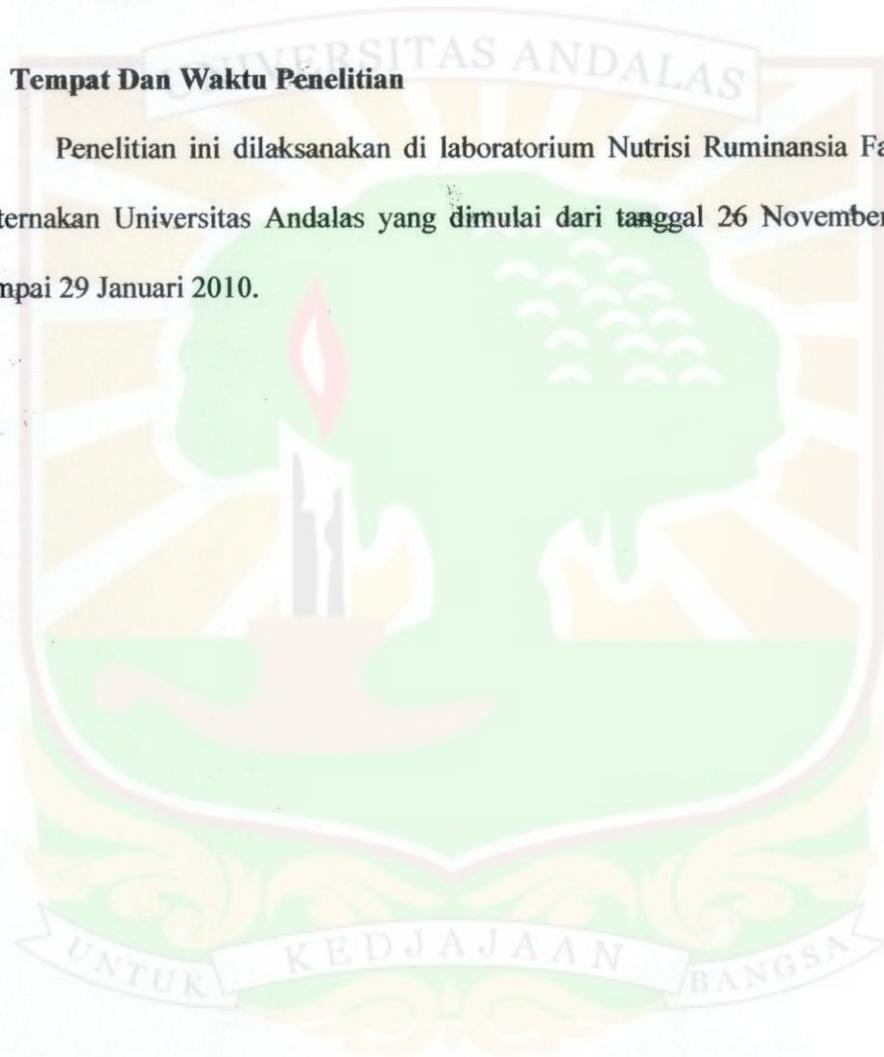 UNIVERSITAS ANDALAS
Tempat Dan Waktu Penelitian
Penelitian ini dilaksanakan di laboratorium Nutrisi Ruminansia Fa
ternakan Universitas Andalas yang dimulai dari tanggal 26 November
mpai 29 Januari 2010.
UNTUK KEDJAJAAN BANGSA